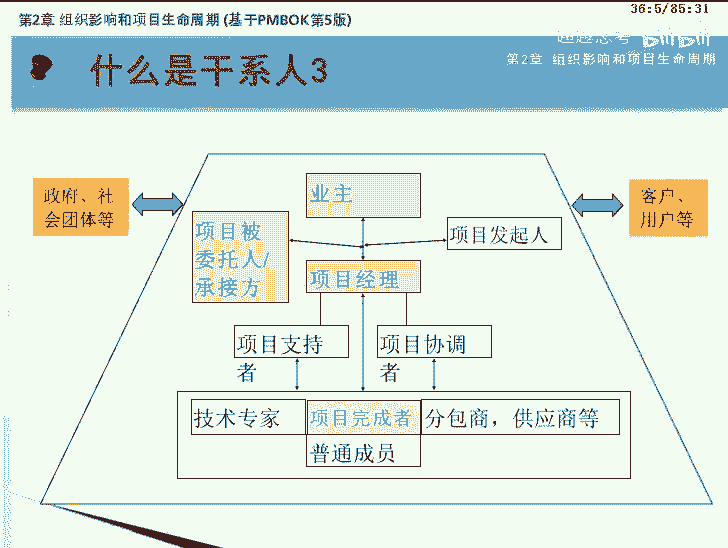 36:5/85:31
第2章 组织影响和项目生命周期 (基于PMBOK第5版)
第2章 组织影响和项目生命周期
什么是干系人3
政府、社
会团体等
业主
客户、
用户等
项目被
委托人/
承接方
项目发起人
项目经理
项目支持
者
项目协调
者
技术专家
项目完成者
分包商，供应商等
普通成员